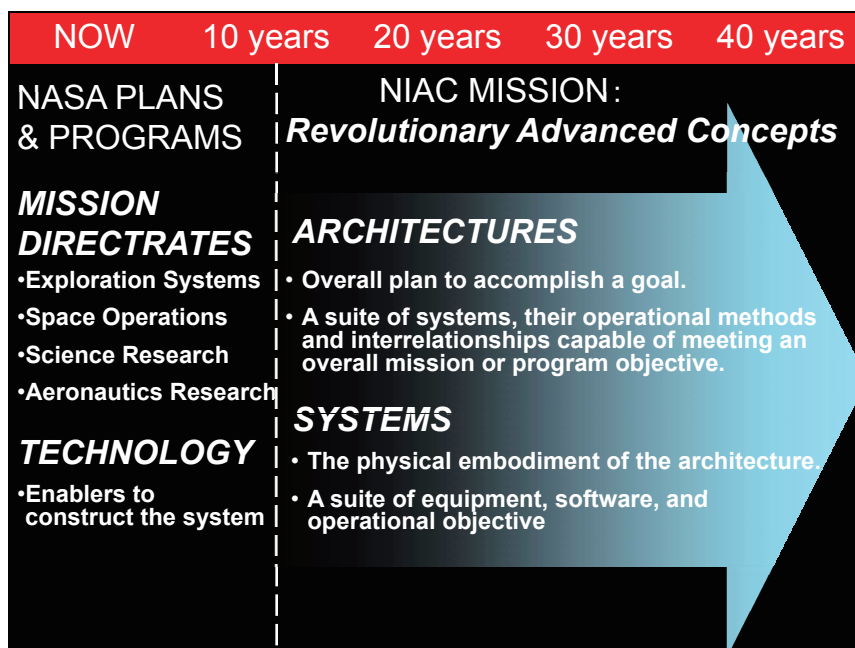 NOW 10 years 20 years 30 years 40 years
NASA PLANS
& PROGRAMS
MISSION
DIRECTRATES
•Exploration Systems
•Space Operations
•Science Research
•Aeronautics Research
TECHNOLOGY
•Enablers to
construct the system
NIAC MISSION:
Revolutionary Advanced Concepts
ARCHITECTURES
• Overall plan to accomplish a goal.
• A suite of systems, their operational methods
and interrelationships capable of meeting an
overall mission or program objective.
SYSTEMS
• The physical embodiment of the architecture.
• A suite of equipment, software, and
operational objective